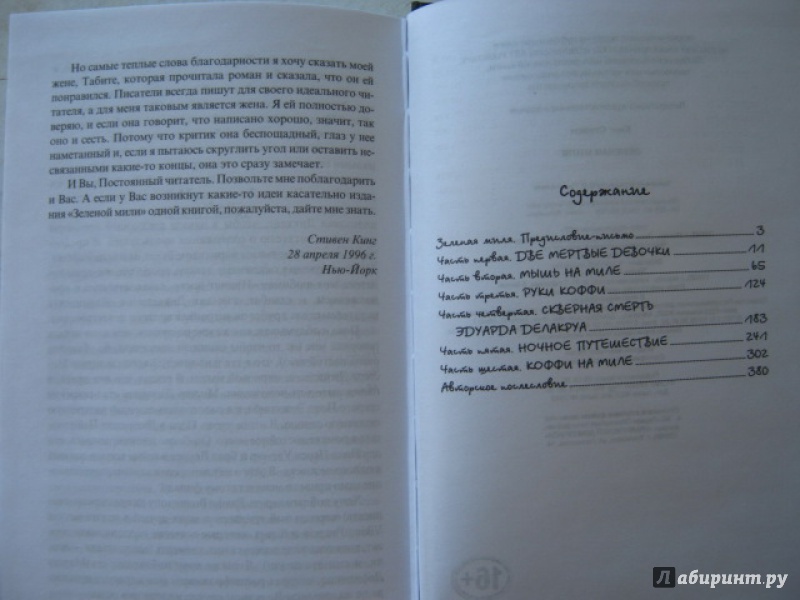 Но самые теплые слова благодарности я хочу сказать моей
жене, Табите, которая прочитала роман и сказала, что он ей
понравился. Писатели всегда пишут для своего идеального чи-
тателя, а для меня таковым является жена. Я ей полностью до-
веряю, и если она говорит, что написано хорошо, значит, так
оно и есть. Потому что критик она беспощадный, глаз у нее
наметанный и, если я пытаюсь скруглить угол или оставить не-
связанными какие-то концы, она это сразу замечает.
И Вы, Постоянный читатель. Позвольте мне поблагодарить
и Вас. А если у Вас возникнут какие-то идеи касательно изда-
ния «Зеленой мили» одной книгой, пожалуйста, дайте мне знать.
Стивен Кинг
28 апреля 1996 г.
Нью-Йорк
Содержание
Зеленая миля. Предисловие-письмо 3
Часть первая. ДВЕ МЕРТВЫЕ ДЕВОЧКИ 11
Часть вторая. МЫШЬ НА МИЛЕ 65
Часть третья. РУКИ КОФФИ 124
Часть четвертая. СКВЕРНАЯ СМЕРТЬ
ЭДУАРДА ДЕЛАКРУА 183
Часть пятая. НОЧНОЕ ПУТЕШЕСТВИЕ 241
Часть шестая. КОФФИ НА МИЛЕ 302
Авторское послесловие 380
Лабиринт.ру